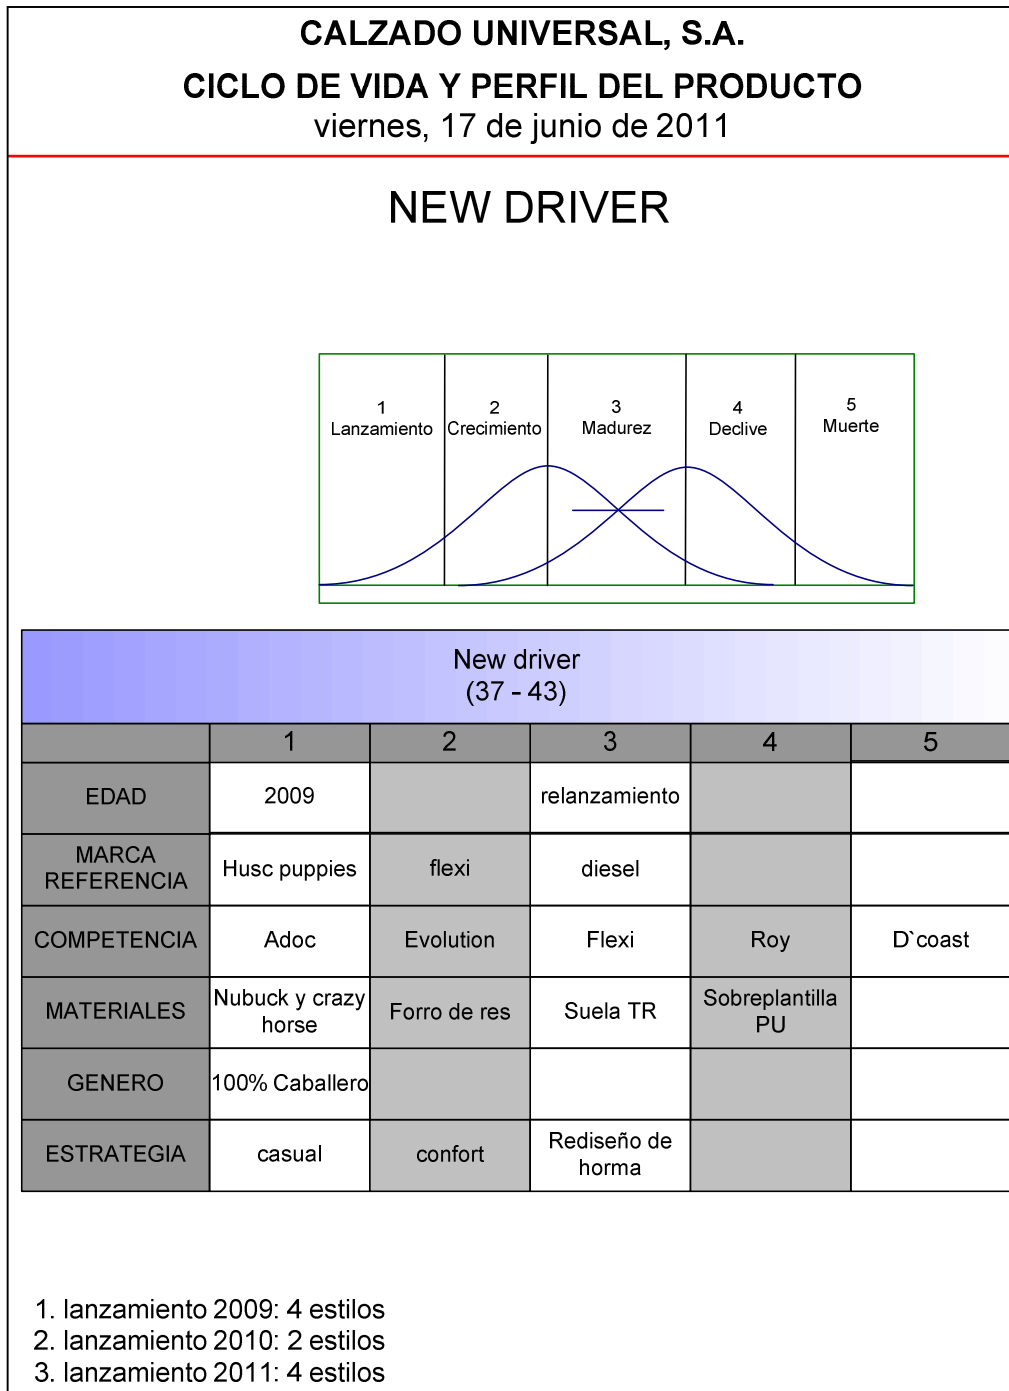 CALZADO UNIVERSAL, S.A.
CICLO DE VIDA Y PERFIL DEL PRODUCTO
viernes, 17 de junio de 2011
NEW DRIVER
1
Lanzamiento
2
Crecimiento
3
Madurez
4
Declive
5
Muerte
New driver
(37 - 43)
1 2 3 4 5
EDAD 2009 relanzamiento
MARCA
REFERENCIA Husc puppies flexi diesel
COMPETENCIA Adoc Evolution Flexi Roy D`coast
MATERIALES Nubuck y crazy
horse Forro de res Suela TR Sobreplantilla
PU
GENERO 100% Caballero
ESTRATEGIA casual confort Rediseño de
horma
1. lanzamiento 2009: 4 estilos
2. lanzamiento 2010: 2 estilos
3. lanzamiento 2011: 4 estilos